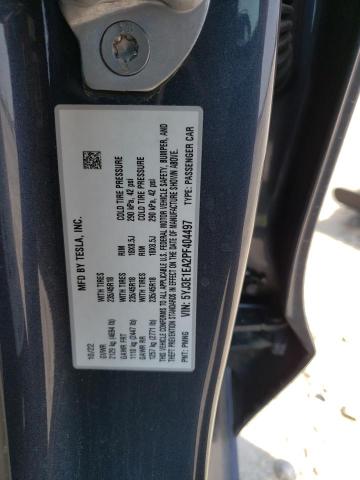 MFD BY TESLA, INC.
10/22
GVWR 2129 kg (4694 lb)
GAWR FRT WITH TIRES RIM COLD TIRE PRESSURE
1110 kg (2447 lb) 235/45R18 18X8.5J 290 kPa, 42 psi
GAWR RR WITH TIRES RIM COLD TIRE PRESSURE
1257 kg (2771 lb) 235/45R18 18X8.5J 290 kPa, 42 psi
THIS VEHICLE CONFORMS TO ALL APPLICABLE U.S. FEDERAL MOTOR VEHICLE SAFETY, BUMPER, AND
THEFT PREVENTION STANDARDS IN EFFECT ON THE DATE OF MANUFACTURE SHOWN ABOVE.
VIN: 5YJ3E1EA2PF404497 TYPE: PASSENGER CAR
PNT: PMNG